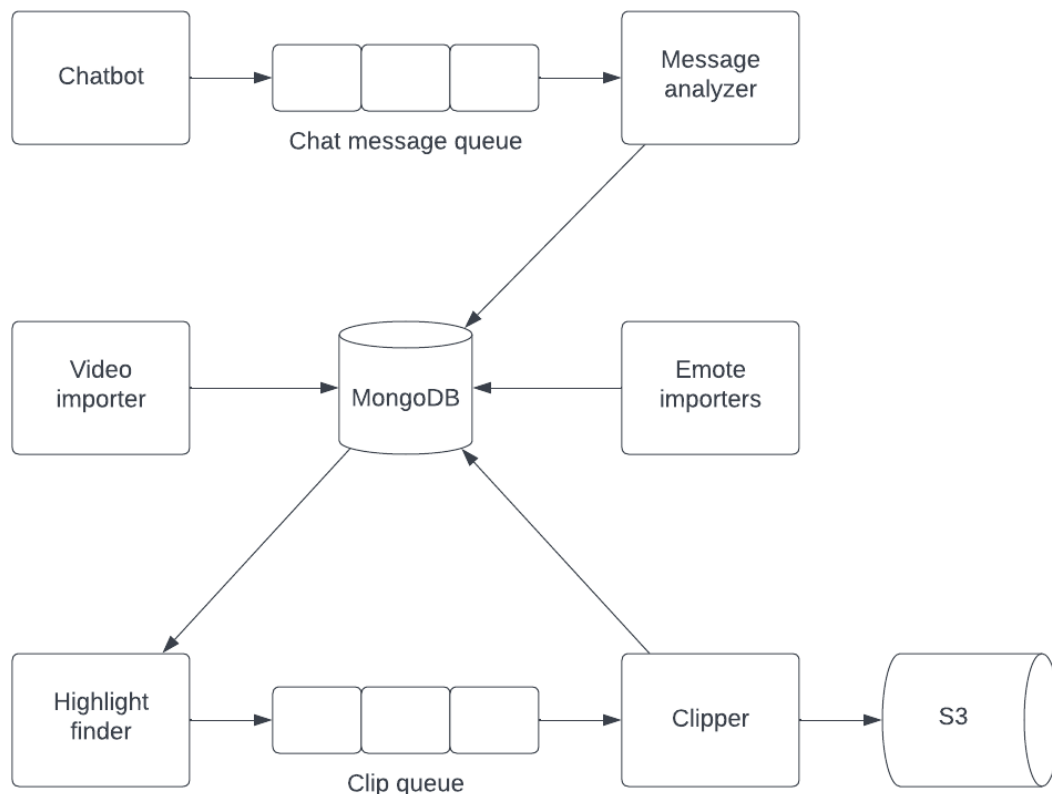 Chatbot
Message
analyzer
Chat message queue
Video
importer
MongoDB
Emote
importers
Highlight
finder
Clipper
S3
Clip queue